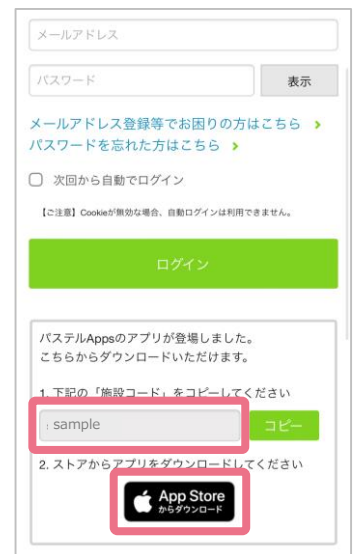 メールアドレス
パスワード
表示
メールアドレス登録等でお困りの方はこちら
パスワードを忘れた方はこちら
次回から自動でログイン
【ご注意】Cookieが無効な場合、自動ログインは利用できません。
ログイン
パステルAppsのアプリが登場しました。
こちらからダウンロードいただけます。
1. 下記の「施設コード」をコピーしてください
: sample
コピー
2. ストアからアプリをダウンロードしてください
App Store
からダウンロード